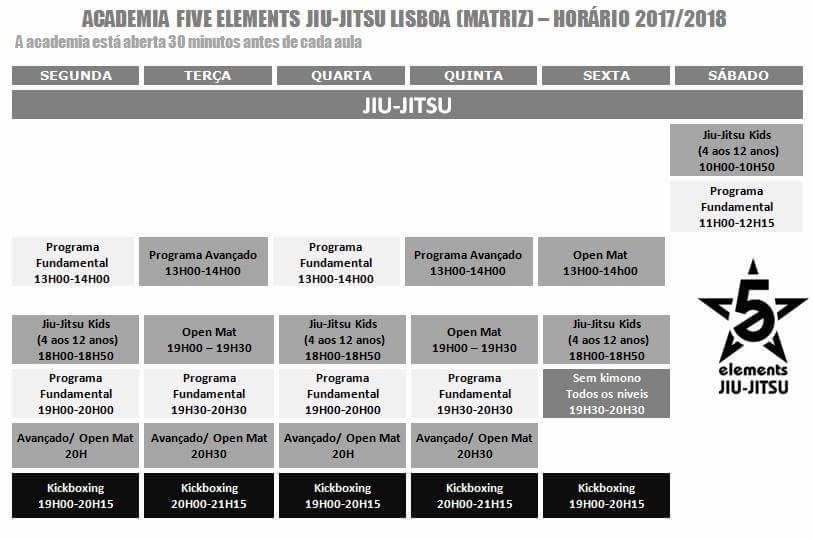 ACADEMIA FIVE ELEMENTS JIU-JITSU LISBOA (MATRIZ) – HORÁRIO 2017/2018
A academia está aberta 30 minutos antes de cada aula
SEGUNDA
TERÇA
QUARTA
QUINTA
SEXTA
SÁBADO
JIU-JITSU
Jiu-Jitsu Kids
(4 aos 12 anos)
10H00-10H50
Programa
Fundamental
11H00-12H15
Programa
Fundamental
13H00-14H00
Programa Avançado
13H00-14H00
Programa
Fundamental
13H00-14H00
Programa Avançado
13H00-14H00
Open Mat
13H00-14h00
Jiu-Jitsu Kids
(4 aos 12 anos)
18H00-18H50
Open Mat
19H00 – 19H30
Jiu-Jitsu Kids
(4 aos 12 anos)
18H00-18H50
Open Mat
19H00 – 19H30
Jiu-Jitsu Kids
(4 aos 12 anos)
18H00-18H50
5
elements
JIU-JITSU
Programa
Fundamental
19H00-20H00
Programa
Fundamental
19H30-20H30
Programa
Fundamental
19H00-20H00
Programa
Fundamental
19H30-20H30
Sem kimono
Todos os niveis
19H30-20H30
Avançado/ Open Mat
20H
Avançado/ Open Mat
20H30
Avançado/ Open Mat
20H
Avançado/ Open Mat
20H30
Kickboxing
19H00-20H15
Kickboxing
20H00-21H15
Kickboxing
19H00-20H15
Kickboxing
20H00-21H15
Kickboxing
19H00-20H15